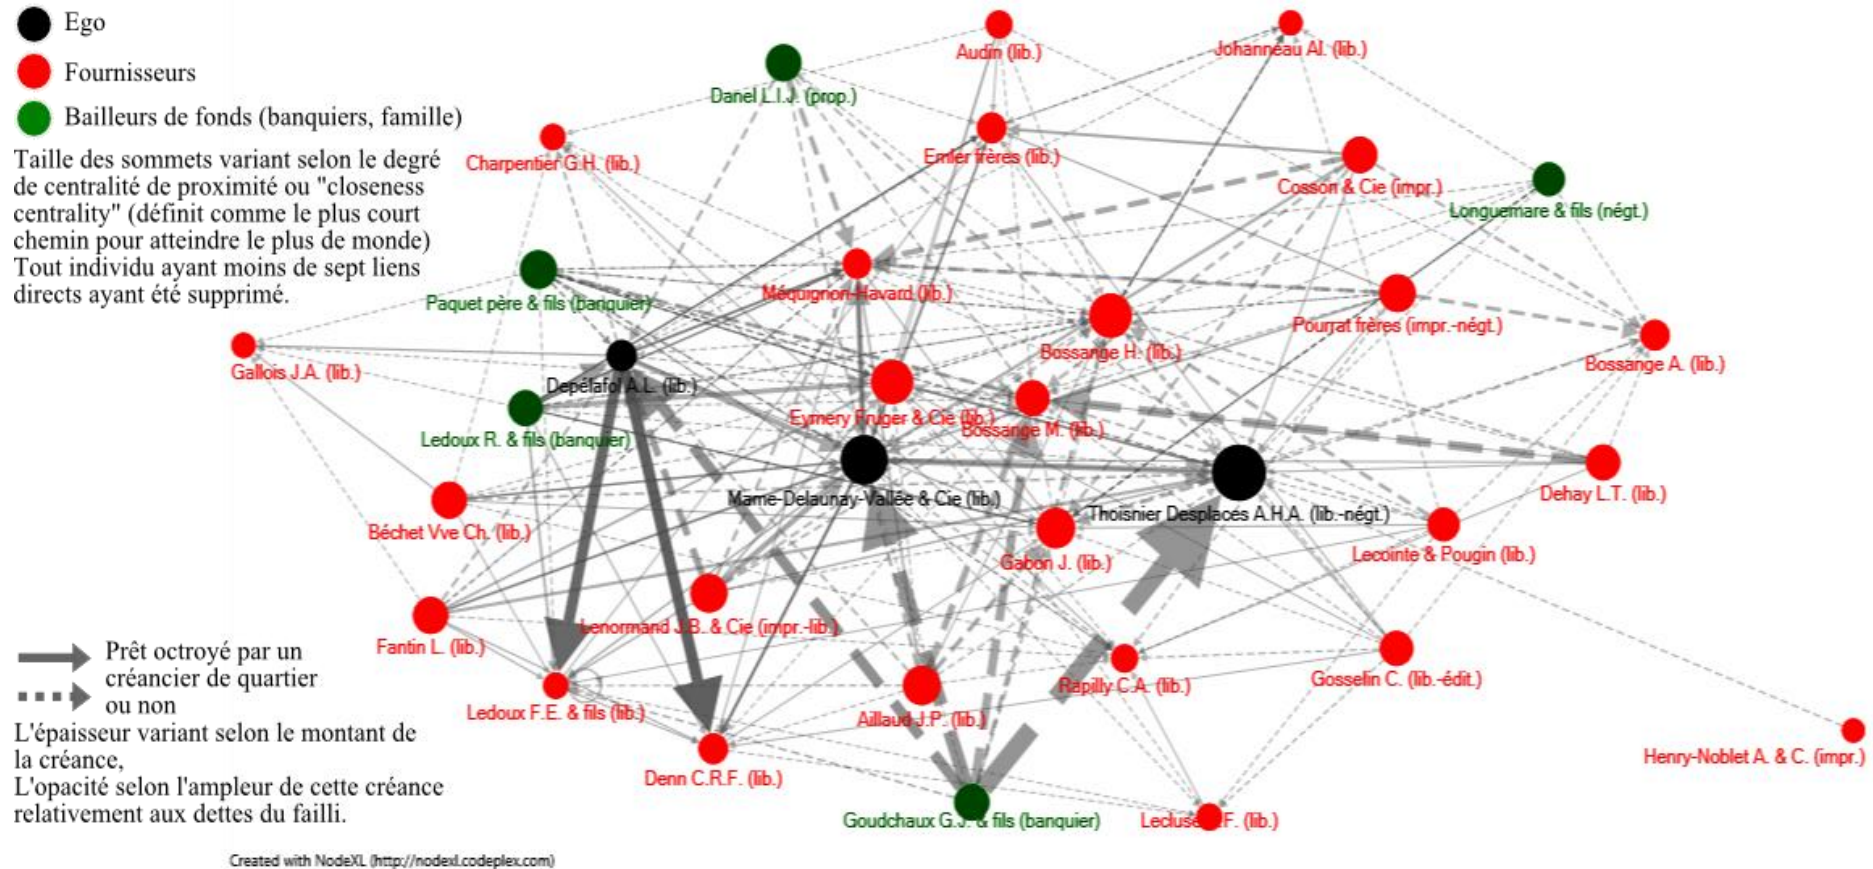 Ego
Fournisseurs
Bailleurs de fonds (banquiers, famille)
Taille des sommets variant selon le degré
de centralité de proximité ou "closeness
centrality" (définit comme le plus court
chemin pour atteindre le plus de monde)
Tout individu ayant moins de sept liens
directs ayant été supprimé.
Audin (lib.)
Johanneau Al. (lib.)
Danel L.I.J. (prop.)
Charpentier G.H. (lib.)
Emler frères (lib.)
Cosson & Cie (impr.)
Longuemare & fils (négt.)
Paquet père & fils (banquier)
Méquignon-Havard (lib.)
Pourrat frères (impr.-négt.)
Bossange H. (lib.)
Bossange A. (lib.)
Gallois J.A. (lib.)
Depélafol A.L. (lib.)
Eymery Fruger & Cie (lib.)
Bossange M. (lib.)
Ledoux R. & fils (banquier)
Mame-Delaunay-Vallée & Cie (lib.)
Thoisnier Desplaces A.H.A. (lib.-négt.)
Dehay L.T. (lib.)
Béchet Vve Ch. (lib.)
Gabon J. (lib.)
Lecointe & Pougin (lib.)
Lenormand J.B. & Cie (impr.-lib.)
Fantin L. (lib.)
Rapilly C.A. (lib.)
Gosselin C. (lib.-édit.)
Ledoux F.E. & fils (lib.)
Aillaud J.P. (lib.)
Henry-Noblet A. & C. (impr.)
Denn C.R.F. (lib.)
Goudchaux G.J. & fils (banquier)
Lecluse F. (lib.)
Prêt octroyé par un
créancier de quartier
ou non
L'épaisseur variant selon le montant de
la créance,
L'opacité selon l'ampleur de cette créance
relativement aux dettes du failli.
Created with NodeXL (http://nodexl.codeplex.com)